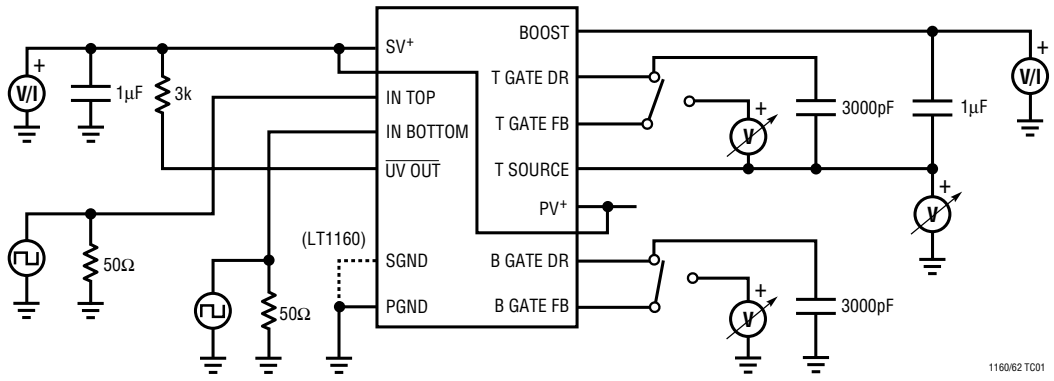 BOOST
SV+
+
+
V/I
1µF
3k
T GATE DR
V/I
IN TOP
+
3000pF
1µF
IN BOTTOM
T GATE FB
V
UV OUT
T SOURCE
+
PV+
V
50Ω
(LT1160)
SGND
B GATE DR
50Ω
PGND
B GATE FB
+
3000pF
V
1160/62 TC01